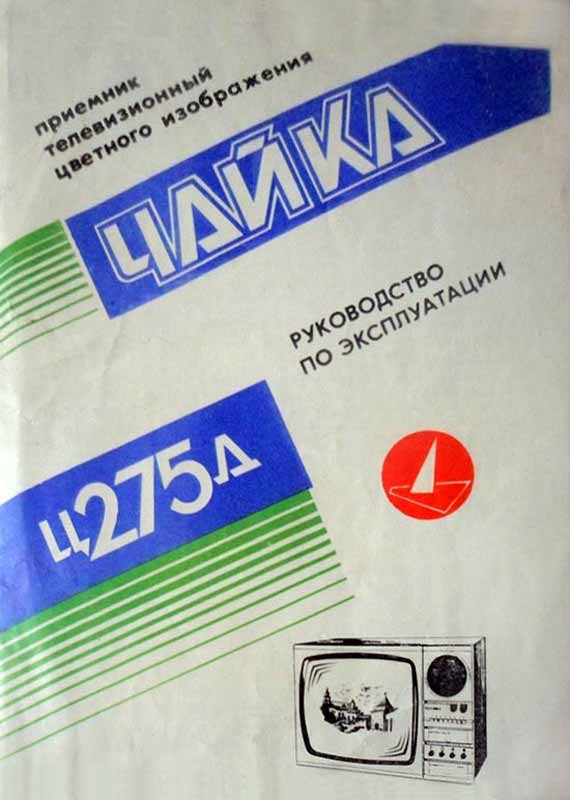 приемник
телевизионный
цветного изображения
ЧАЙКА
РУКОВОДСТВО
ПО ЭКСПЛУАТАЦИИ
Ц275Д